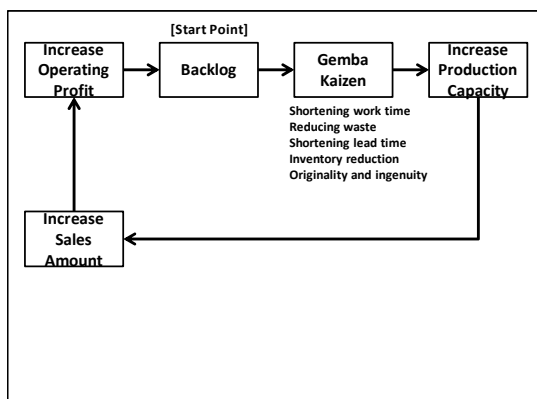 [Start Point]
Increase
Operating
Profit
Backlog
Gemba
Kaizen
Increase
Production
Capacity
Shortening work time
Reducing waste
Shortening lead time
Inventory reduction
Originality and ingenuity
Increase
Sales
Amount